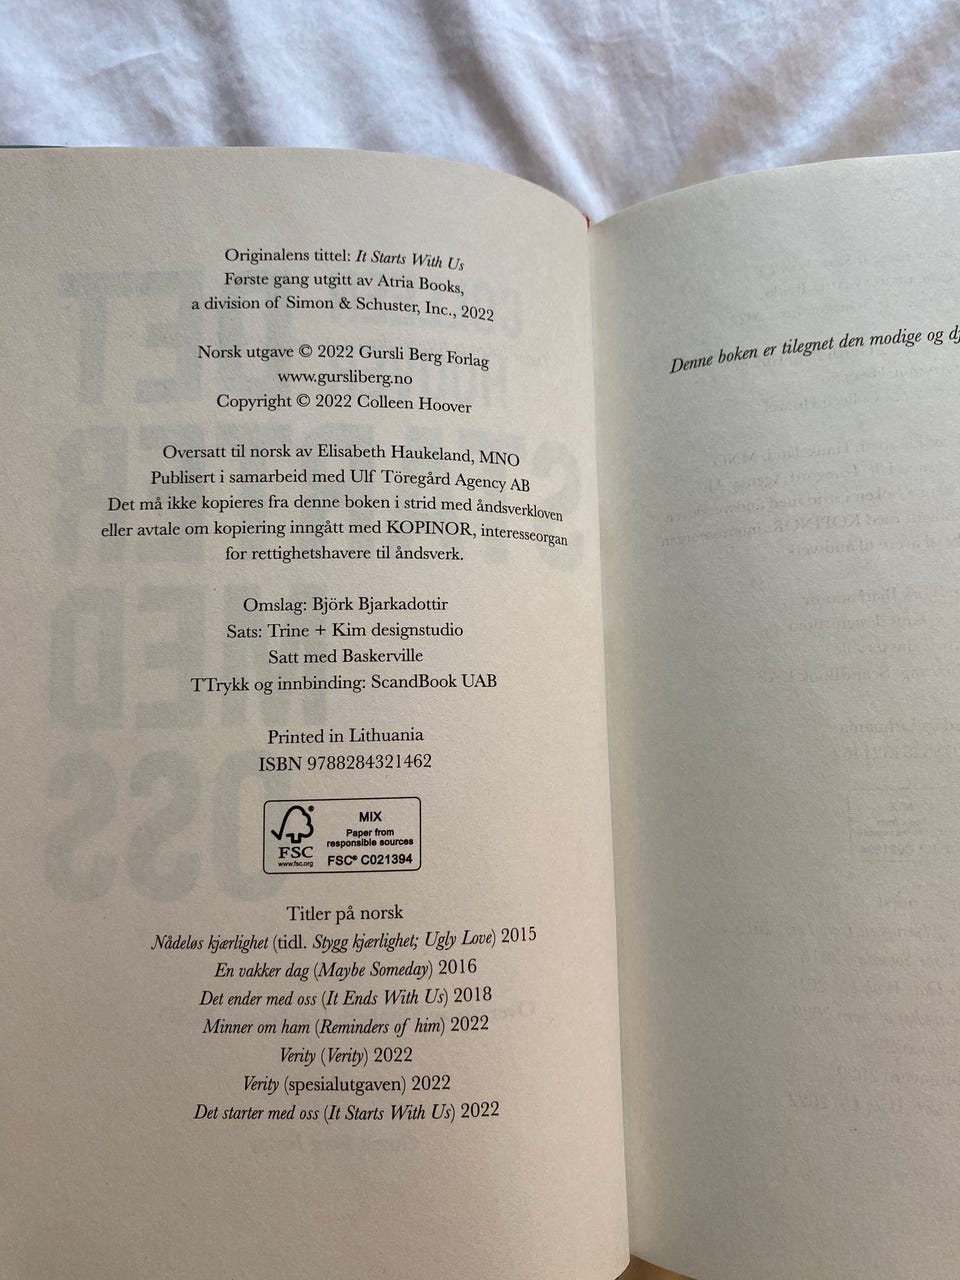 Originalens tittel: It Starts With Us
Første gang utgitt av Atria Books,
a division of Simon & Schuster, Inc., 2022
Norsk utgave © 2022 Gursli Berg Forlag
www.gursliberg.no
Copyright © 2022 Colleen Hoover
Oversatt til norsk av Elisabeth Haukeland, MNO
Publisert i samarbeid med Ulf Töregård Agency AB
Det må ikke kopieres fra denne boken i strid med åndsverkloven
eller avtale om kopiering inngått med KOPINOR, interesseorgan
for rettighetshavere til åndsverk.
Omslag: Björk Bjarkadottir
Sats: Trine + Kim designstudio
Satt med Baskerville
TTrykk og innbinding: ScandBook UAB
Printed in Lithuania
ISBN 9788284321462
FSC
www.fsc.org
MIX
Paper from
responsible sources
FSC® C021394
Titler på norsk
Nådeløs kjærlighet (tidl. Stygg kjærlighet; Ugly Love) 2015
En vakker dag (Maybe Someday) 2016
Det ender med oss (It Ends With Us) 2018
Minner om ham (Reminders of him) 2022
Verity (Verity) 2022
Verity (spesialutgaven) 2022
Det starter med oss (It Starts With Us) 2022
Denne boken er tilegnet den modige og